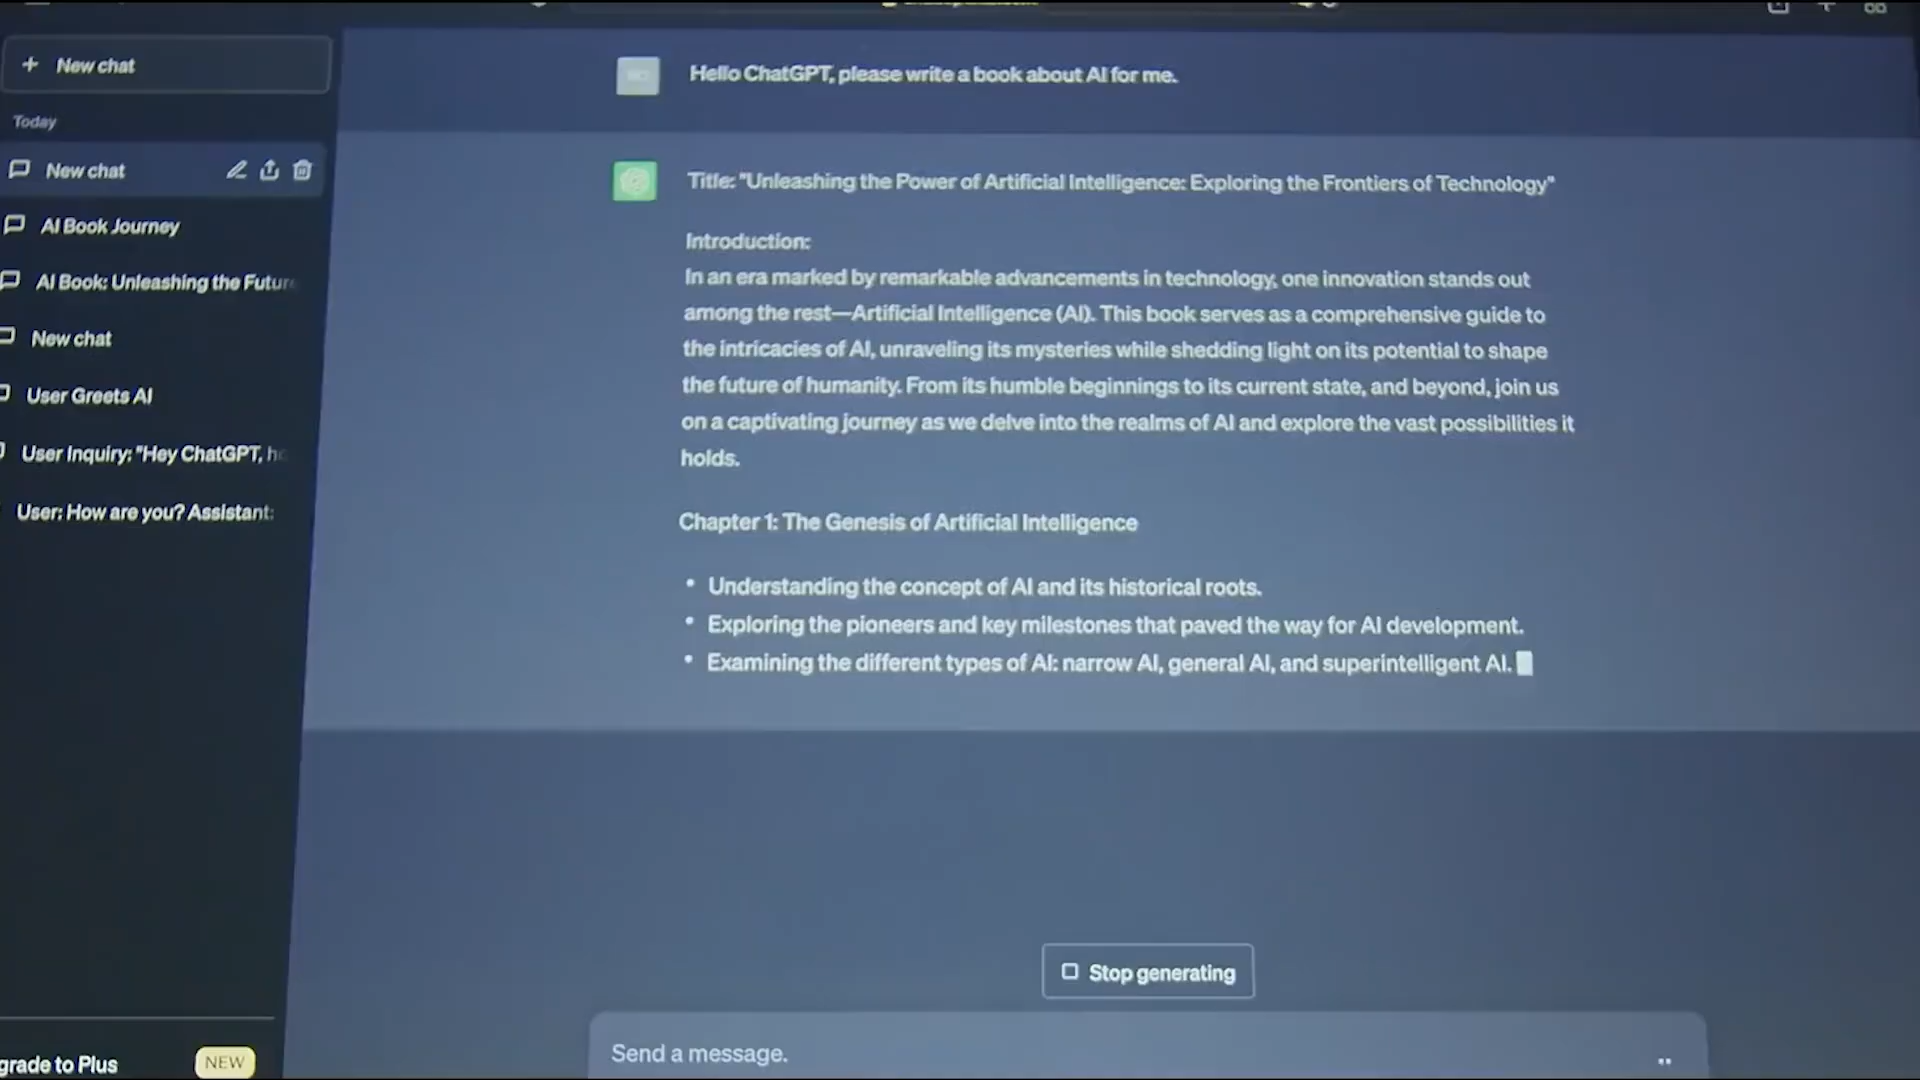 New chat
Today
New chat
AI Book Journey
AI Book: Unleashing the Future
New chat
User Greets AI
User Inquiry: "Hey ChatGPT,
User: How are you? Assistant:
grade to Plus
NEW
Hello ChatGPT, please write a book about AI for me.
Title: "Unleashing the Power of Artificial Intelligence: Exploring the Frontiers of Technology"
Introduction:
In an era marked by remarkable advancements in technology, one innovation stands out
among the rest—Artificial Intelligence (AI). This book serves as a comprehensive guide to
the intricacies of AI, unraveling its mysteries while shedding light on its potential to shape
the future of humanity. From its humble beginnings to its current state, and beyond, join us
on a captivating journey as we delve into the realms of AI and explore the vast possibilities it
holds.
Chapter 1: The Genesis of Artificial Intelligence
• Understanding the concept of AI and its historical roots.
• Exploring the pioneers and key milestones that paved the way for AI development.
• Examining the different types of AI: narrow AI, general AI, and superintelligent AI.
Stop generating
Send a message.